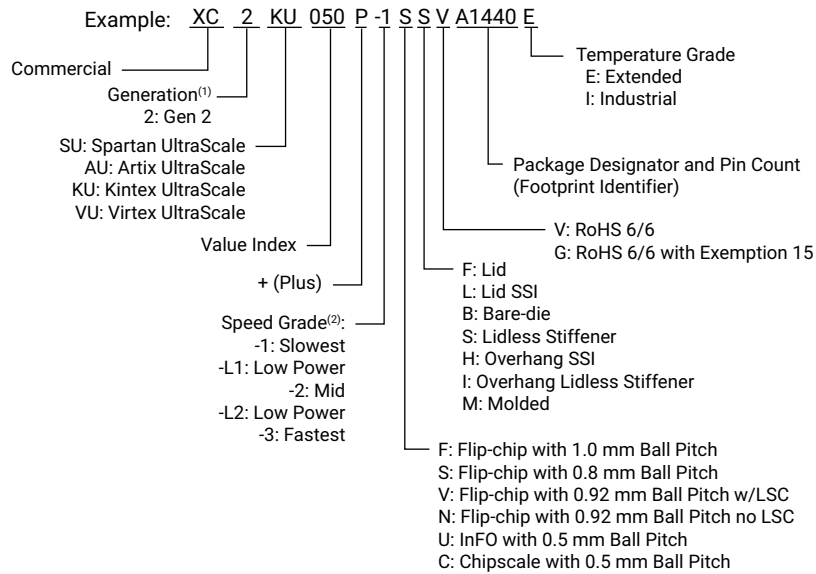 Example: XC 2 KU 050 P -1 S S V A1440 E
Commercial
Generation(1)
2: Gen 2
SU: Spartan UltraScale
AU: Artix UltraScale
KU: Kintex UltraScale
VU: Virtex UltraScale
Value Index
+ (Plus)
Speed Grade(2):
-1: Slowest
-L1: Low Power
-2: Mid
-L2: Low Power
-3: Fastest
Temperature Grade
E: Extended
I: Industrial
Package Designator and Pin Count
(Footprint Identifier)
V: RoHS 6/6
G: RoHS 6/6 with Exemption 15
F: Lid
L: Lid SSI
B: Bare-die
S: Lidless Stiffener
H: Overhang SSI
I: Overhang Lidless Stiffener
M: Molded
F: Flip-chip with 1.0 mm Ball Pitch
S: Flip-chip with 0.8 mm Ball Pitch
V: Flip-chip with 0.92 mm Ball Pitch w/LSC
N: Flip-chip with 0.92 mm Ball Pitch no LSC
U: InFO with 0.5 mm Ball Pitch
C: Chipscale with 0.5 mm Ball Pitch